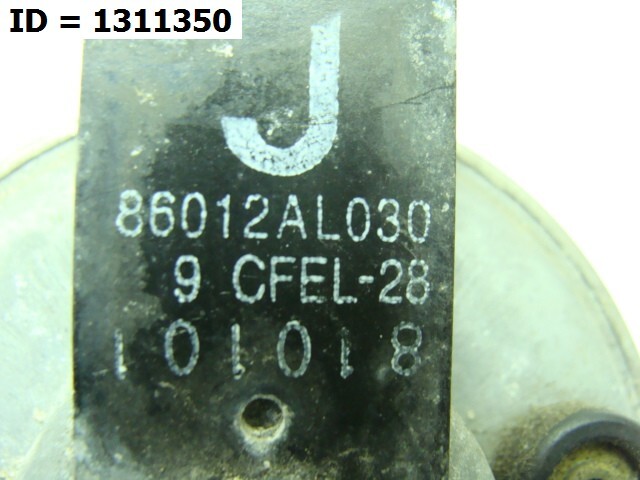 ID = 1311350
J
86012AL030
9 CFEL-28
101018